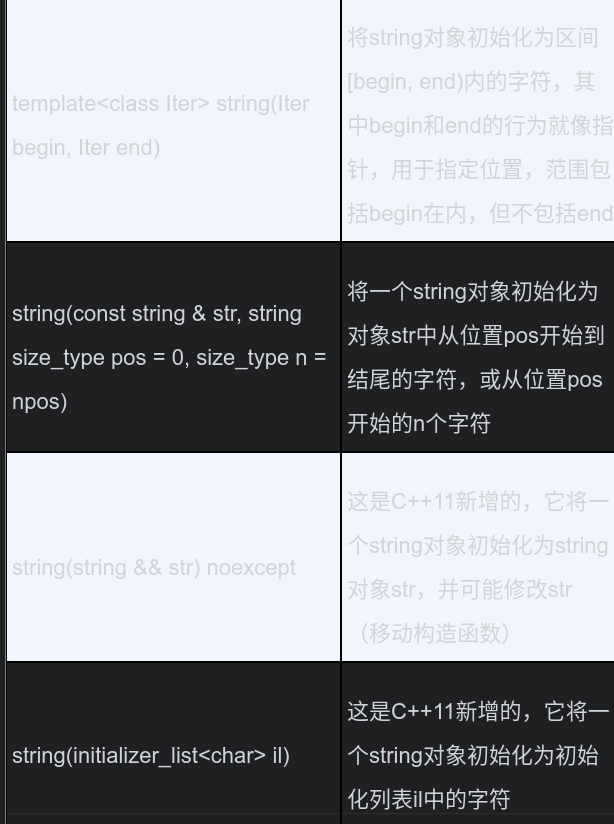 template<class Iter> string(Iter
begin, Iter end)
将string对象初始化为区间
[begin, end)内的字符，其
中begin和end的行为就像指
针，用于指定位置，范围包
括begin在内，但不包括end
string(const string & str, string
size_type pos = 0, size_type n =
npos)
将一个string对象初始化为
对象str中从位置pos开始到
结尾的字符，或从位置pos
开始的n个字符
string(string && str) noexcept
这是C++11新增的，它将一
个string对象初始化为string
对象str，并可能修改str
（移动构造函数）
string(initializer_list<char> il)
这是C++11新增的，它将一
个string对象初始化为初始
化列表il中的字符